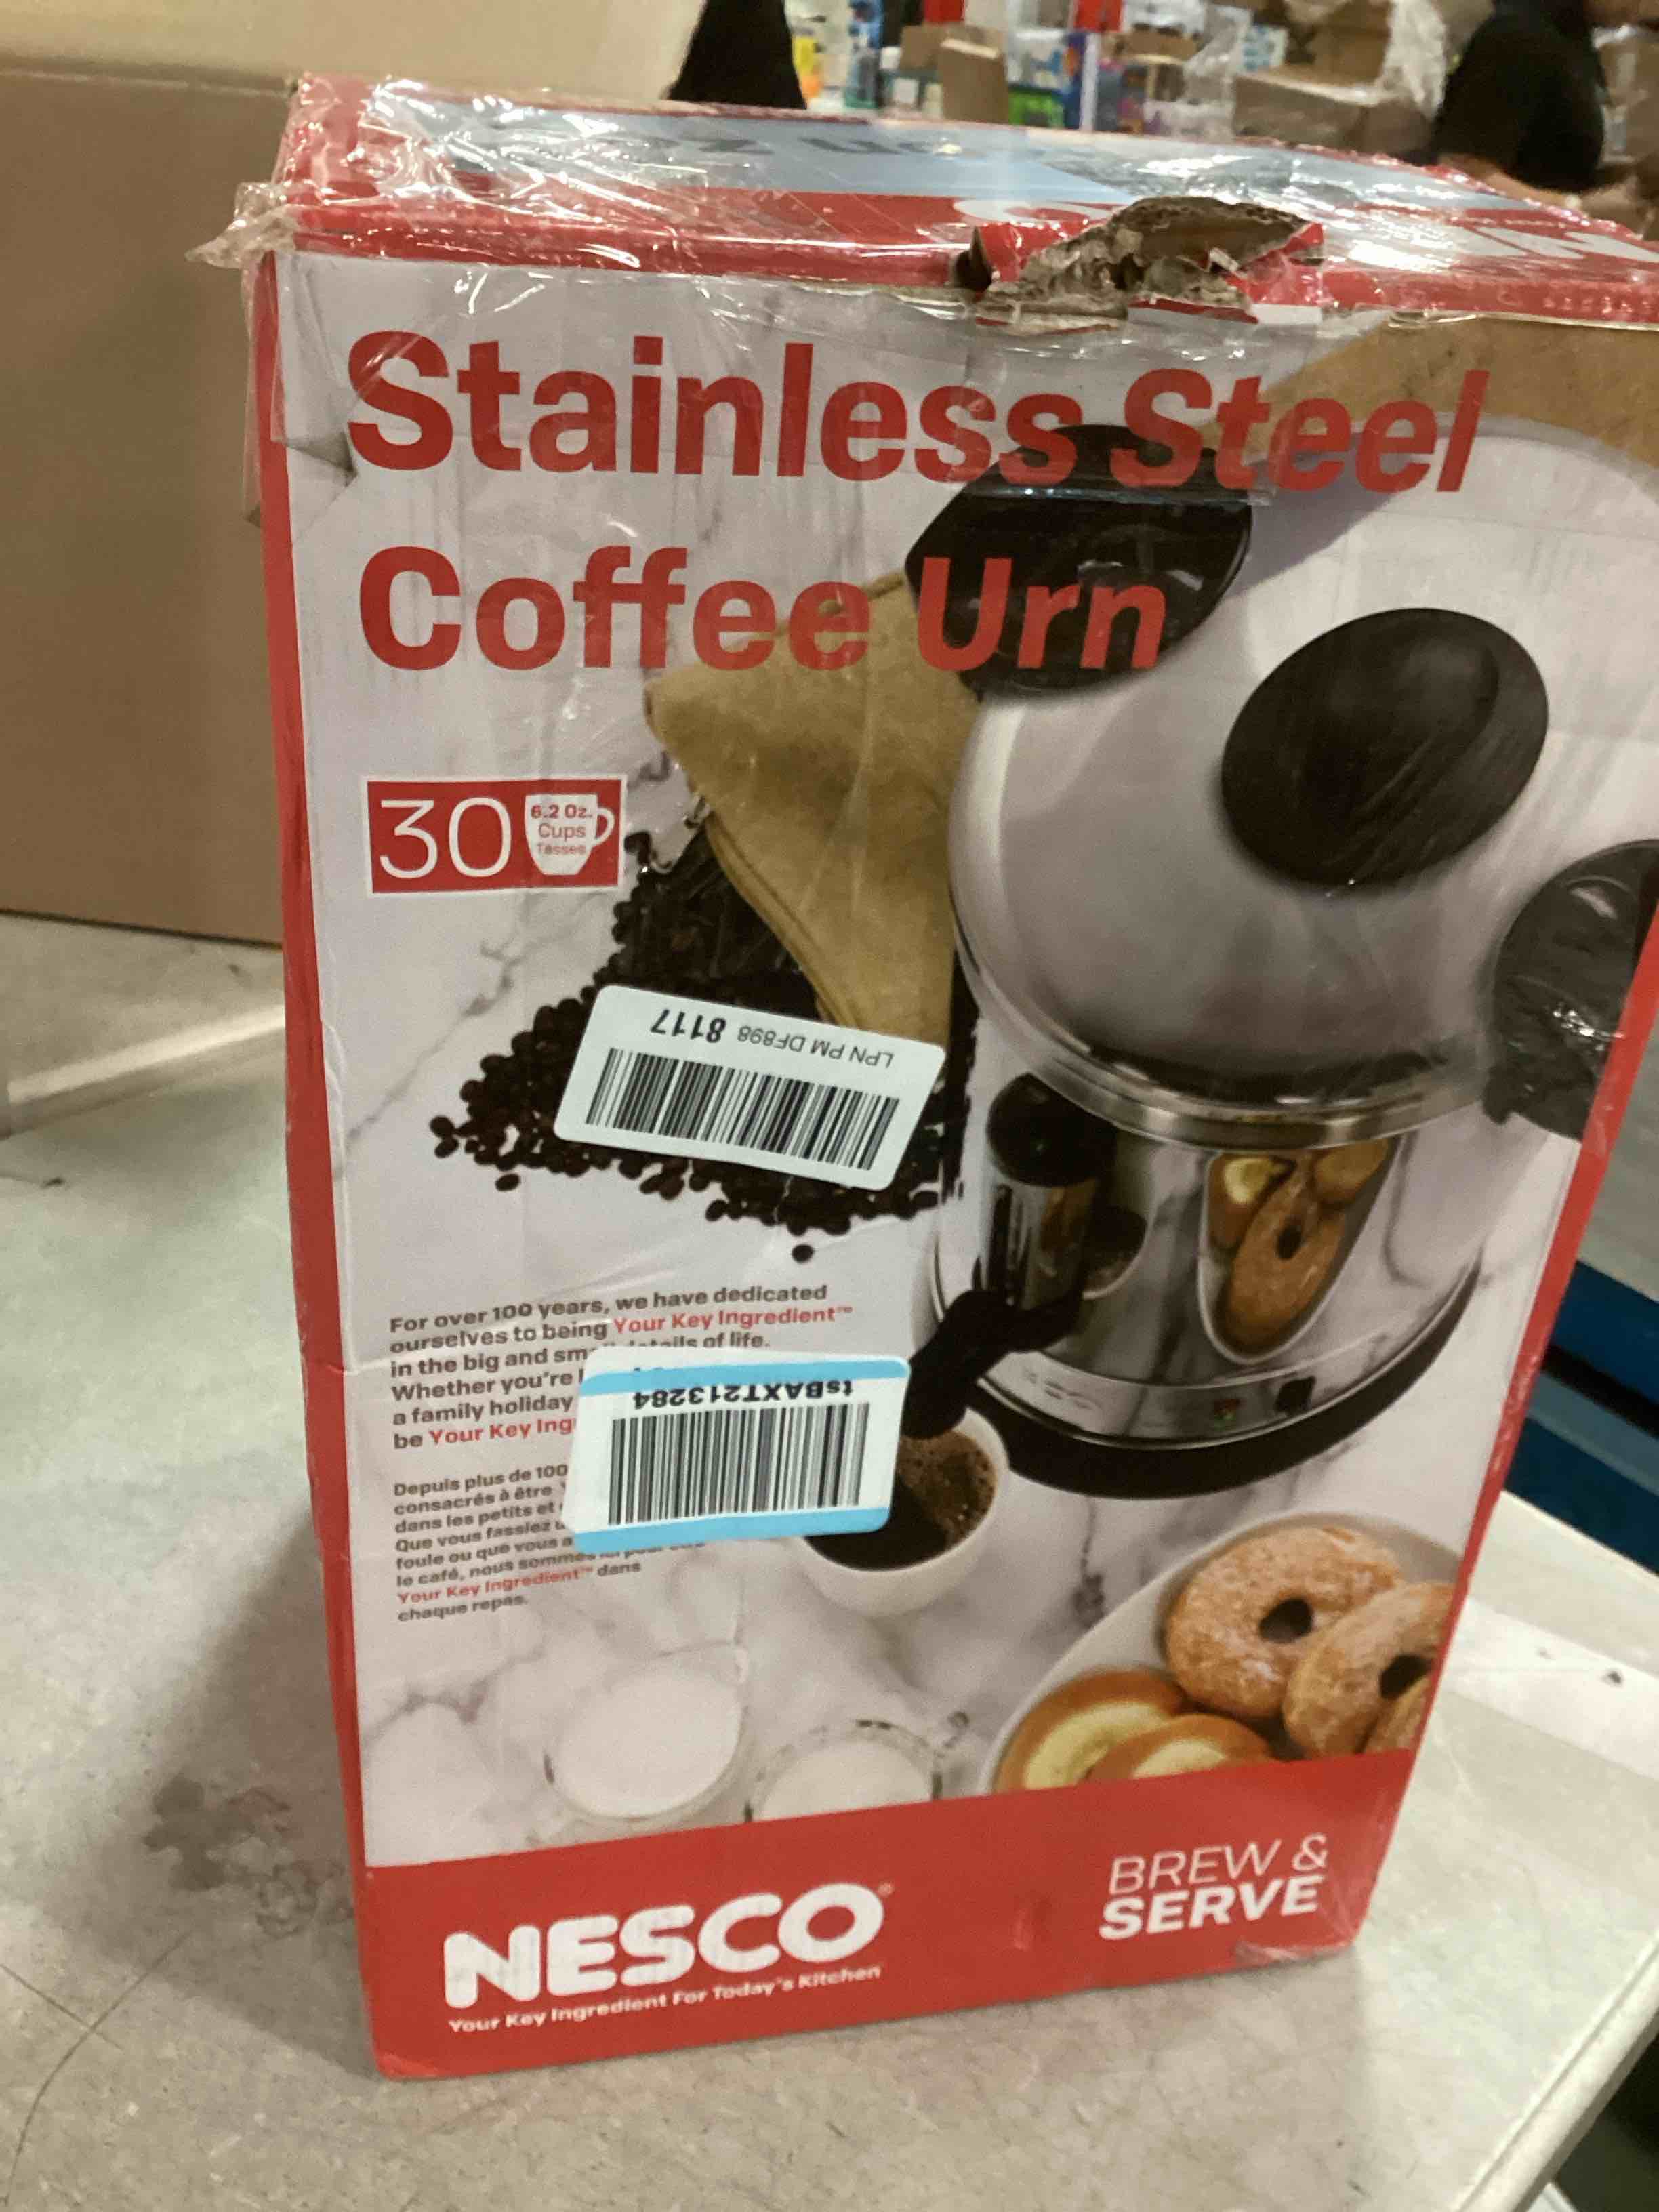 Stainless Steel
Coffee Urn
30
6.2 Oz.
Cups
Tasses
LPN PM DF898 8117
For over 100 years, we have dedicated
ourselves to being Your Key Ingredient™
in the big and details of life.
Whether you're
a family holiday
be Your Key
tsBAXT213284
Depuis plus de 100
consacrés à être
dans les petits et
Que vous fassiez
foule ou que vous
le café, nous sommes
Your Key Ingredient™ dans
chaque repas.
NESCO®
Your Key Ingredient For Today's Kitchen
BREW &
SERVE